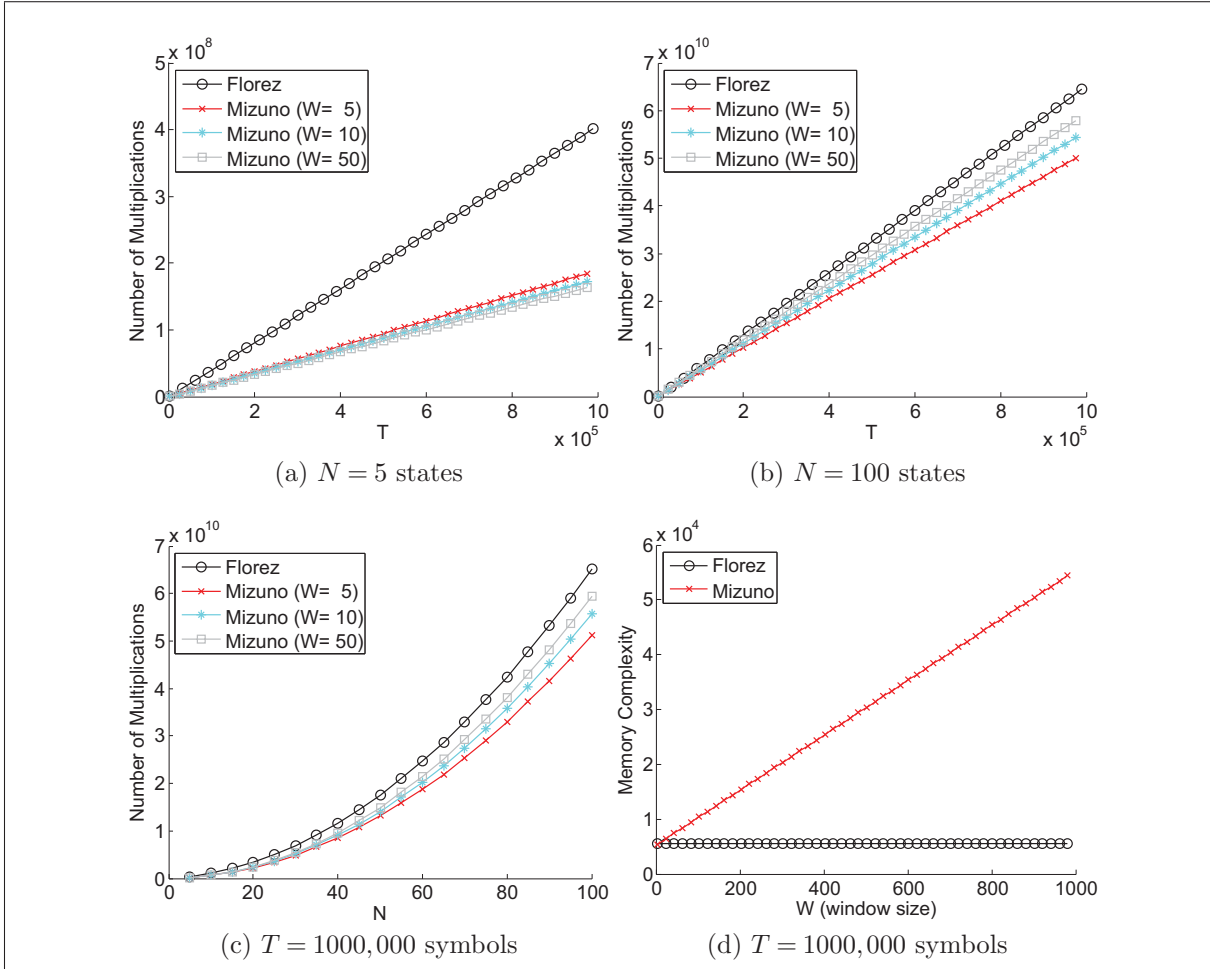 x 10^8
5
4
3
2
1
0
Number of Multiplications
Florez
Mizuno (W= 5)
Mizuno (W= 10)
Mizuno (W= 50)
0 2 4 6 8 10
T
x 10^5
(a) N = 5 states
x 10^10
7
6
5
4
3
2
1
0
Number of Multiplications
Florez
Mizuno (W= 5)
Mizuno (W= 10)
Mizuno (W= 50)
0 2 4 6 8 10
T
x 10^5
(b) N = 100 states
x 10^10
7
6
5
4
3
2
1
0
Number of Multiplications
Florez
Mizuno (W= 5)
Mizuno (W= 10)
Mizuno (W= 50)
0 20 40 60 80 100
N
(c) T = 1000, 000 symbols
x 10^4
6
5
4
3
2
1
0
Memory Complexity
Florez
Mizuno
0 200 400 600 800 1000
W (window size)
(d) T = 1000, 000 symbols